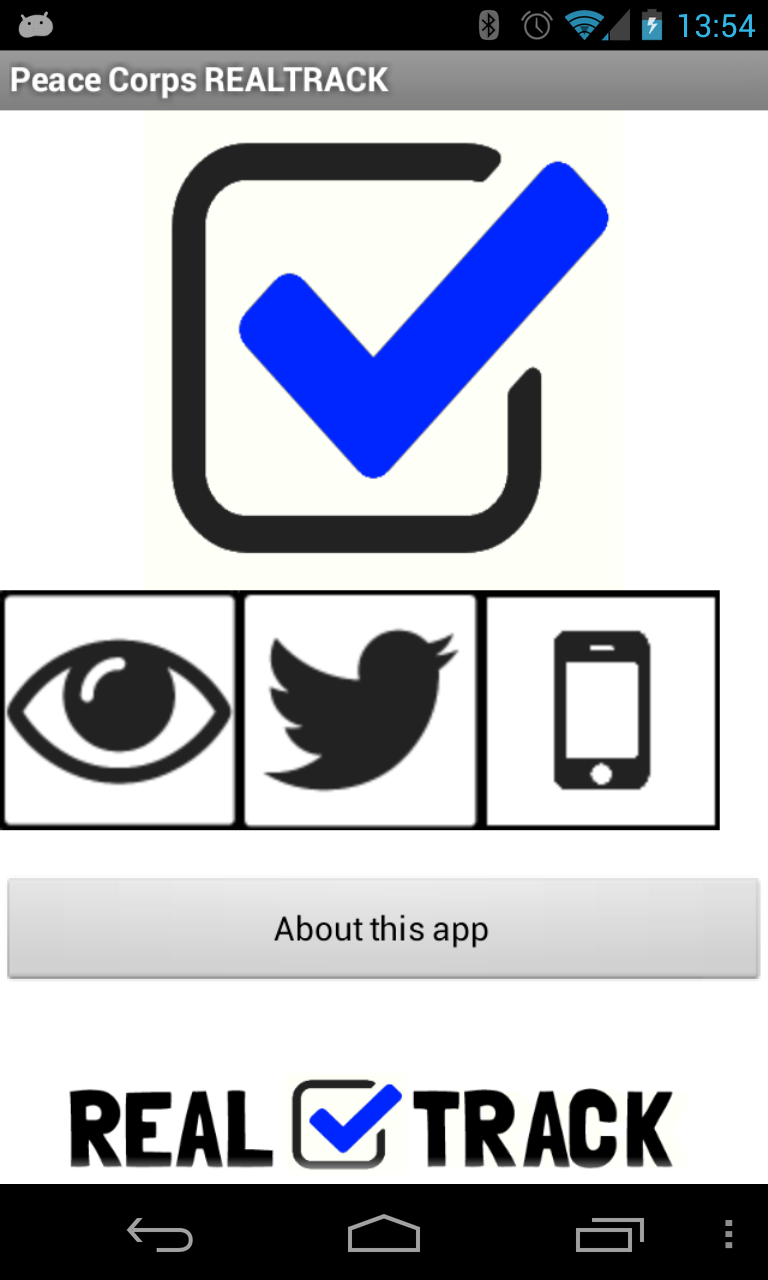 13:54
Peace Corps REALTRACK
About this app
REAL TRACK